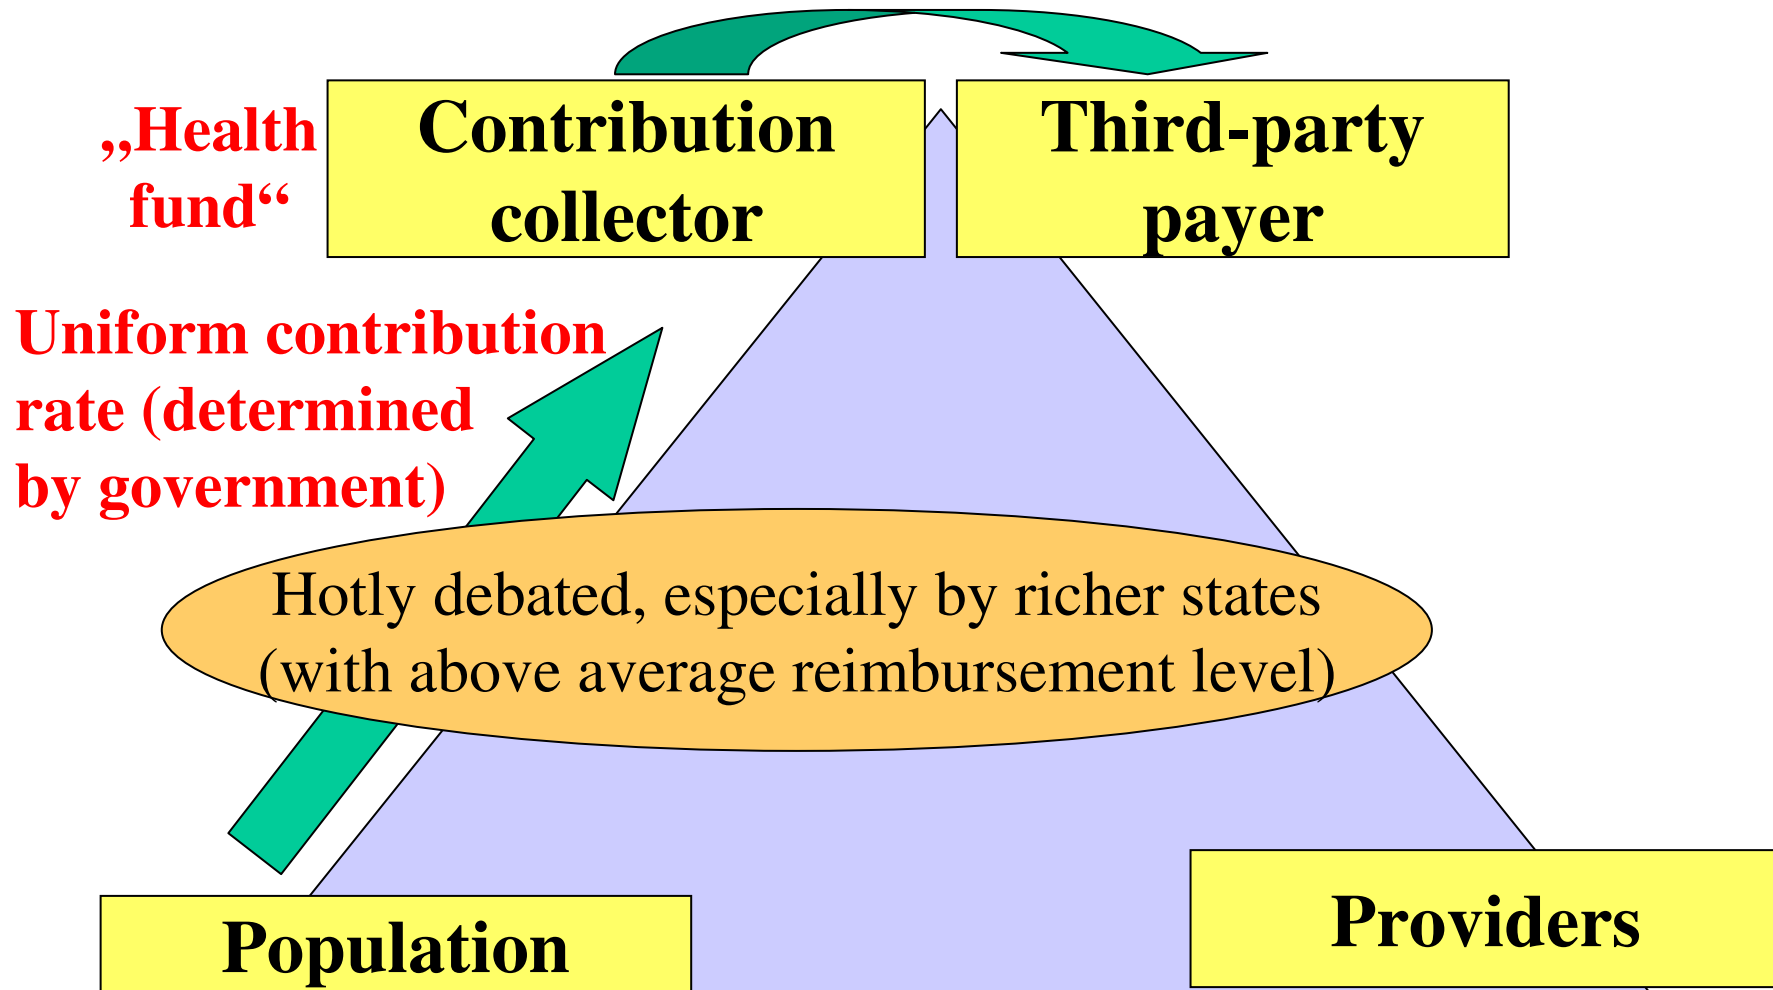 „Health
fund“
Contribution
collector
Third-party
payer
Uniform contribution
rate (determined
by government)
Hotly debated, especially by richer states
(with above average reimbursement level)
Population
Providers